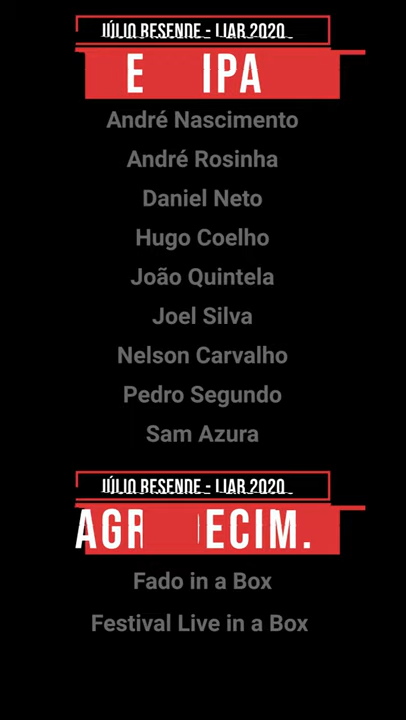 JÚLIO RESENDE - LIAR 2020
E IPA
André Nascimento
André Rosinha
Daniel Neto
Hugo Coelho
João Quintela
Joel Silva
Nelson Carvalho
Pedro Segundo
Sam Azura
JÚLIO RESENDE - LIAR 2020
AGR ECIM.
Fado in a Box
Festival Live in a Box